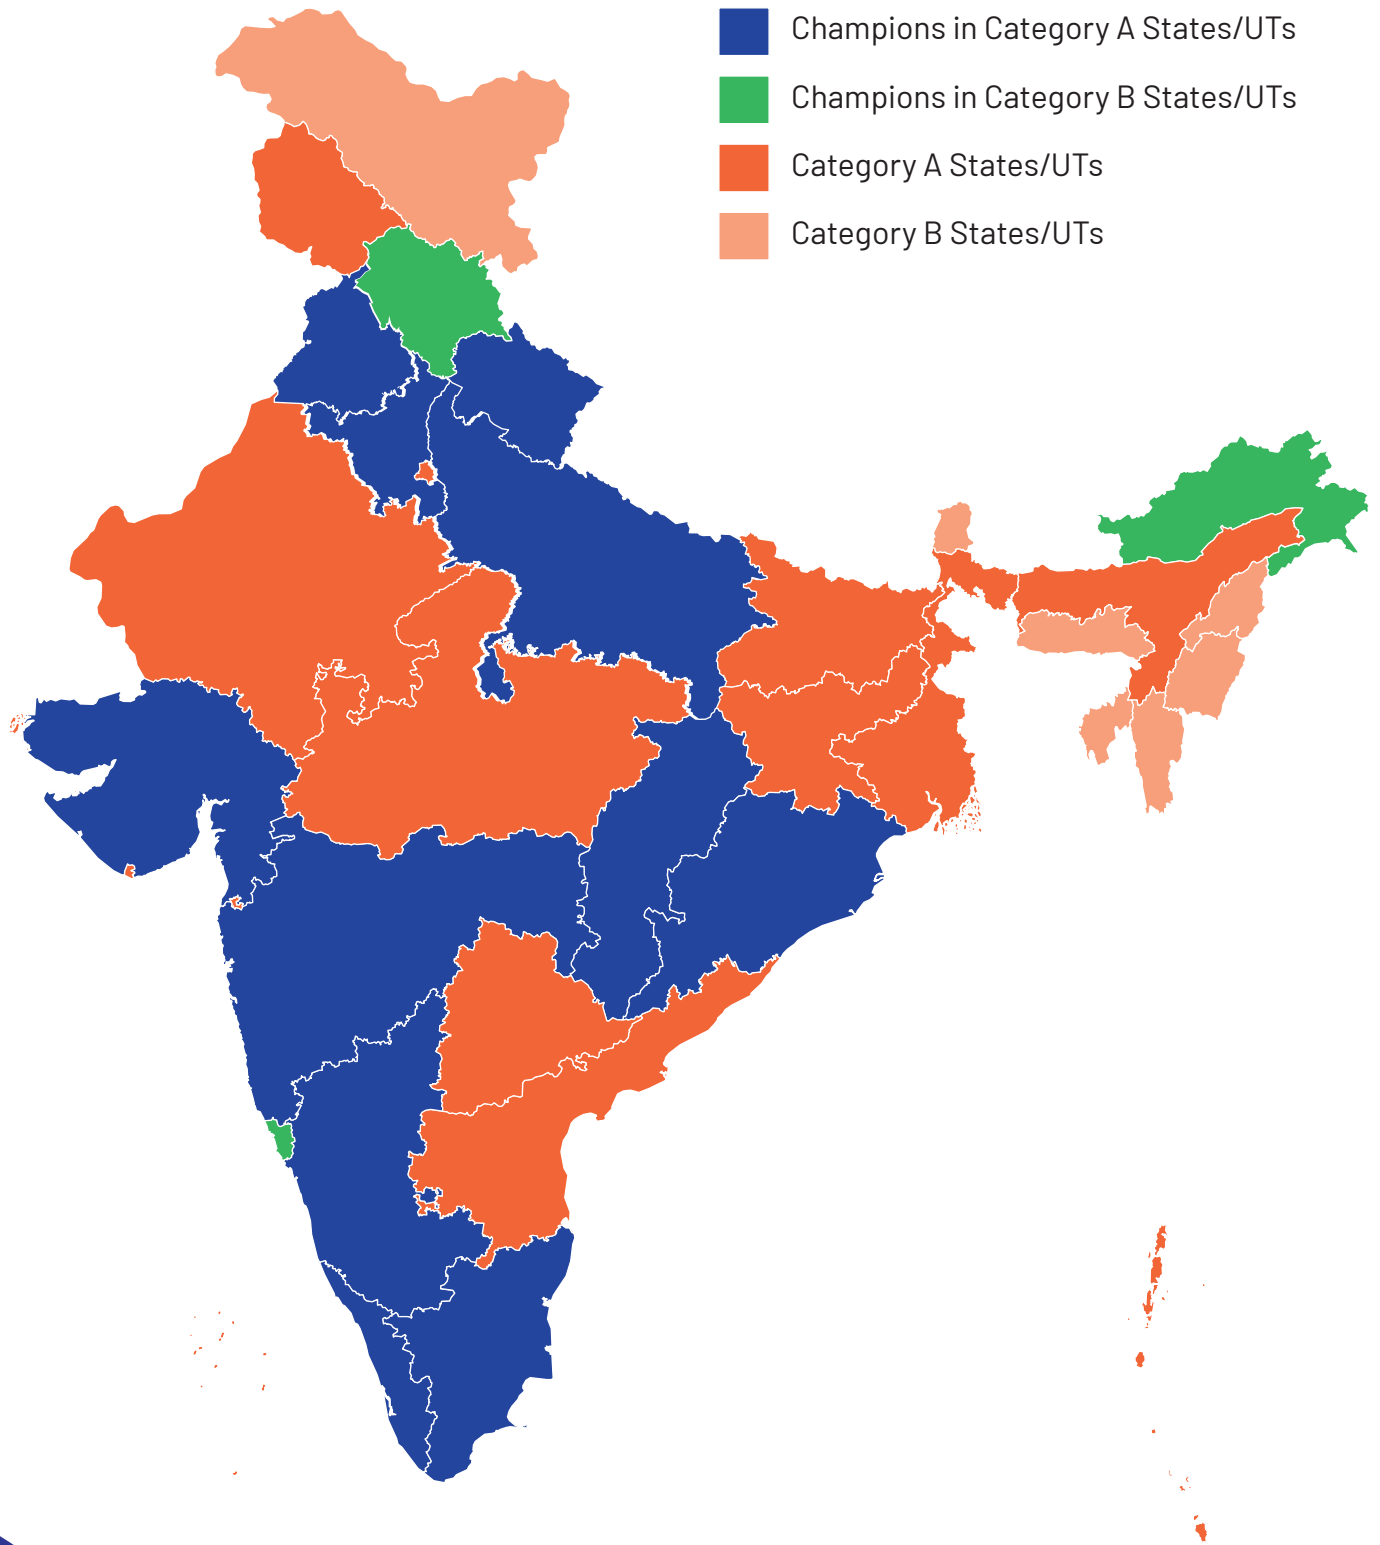 Champions in Category A States/UTs
Champions in Category B States/UTs
Category A States/UTs
Category B States/UTs